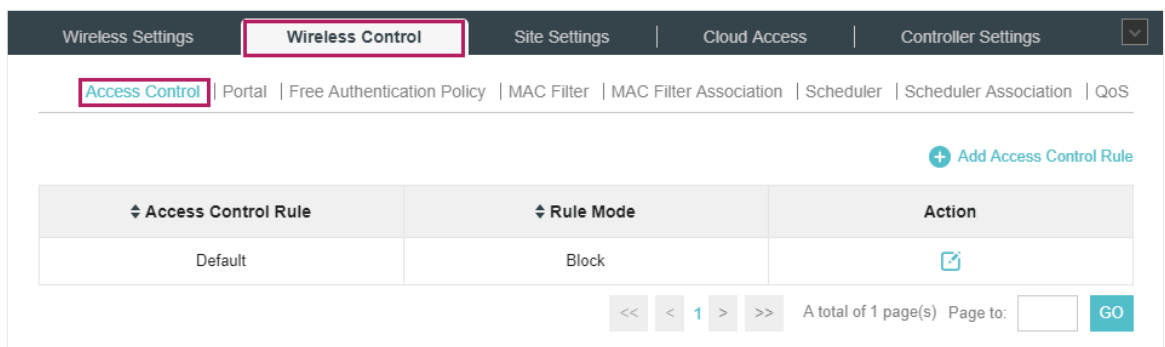 Wireless Settings Wireless Control Site Settings | Cloud Access | Controller Settings
Access Control | Portal | Free Authentication Policy | MAC Filter | MAC Filter Association | Scheduler | Scheduler Association | QoS
Add Access Control Rule
Access Control Rule Rule Mode Action
Default Block
<< < 1 > >> A total of 1 page(s) Page to: GO